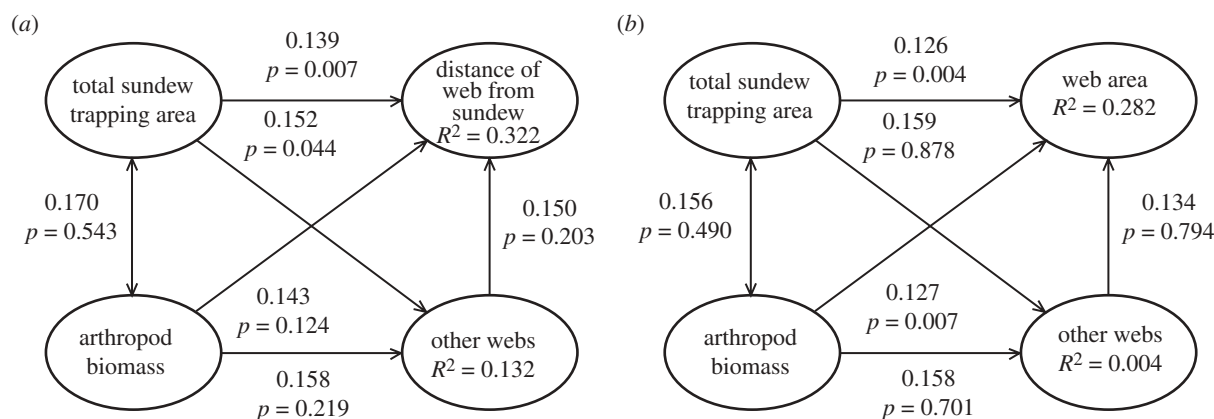 (a)
0.139
p = 0.007
total sundew
trapping area
distance of
web from
sundew
R² = 0.322
0.152
p = 0.044
0.170
p = 0.543
0.150
p = 0.203
0.143
p = 0.124
arthropod
biomass
other webs
R² = 0.132
0.158
p = 0.219
(b)
0.126
p = 0.004
total sundew
trapping area
web area
R² = 0.282
0.159
p = 0.878
0.156
p = 0.490
0.134
p = 0.794
0.127
p = 0.007
arthropod
biomass
other webs
R² = 0.004
0.158
p = 0.701